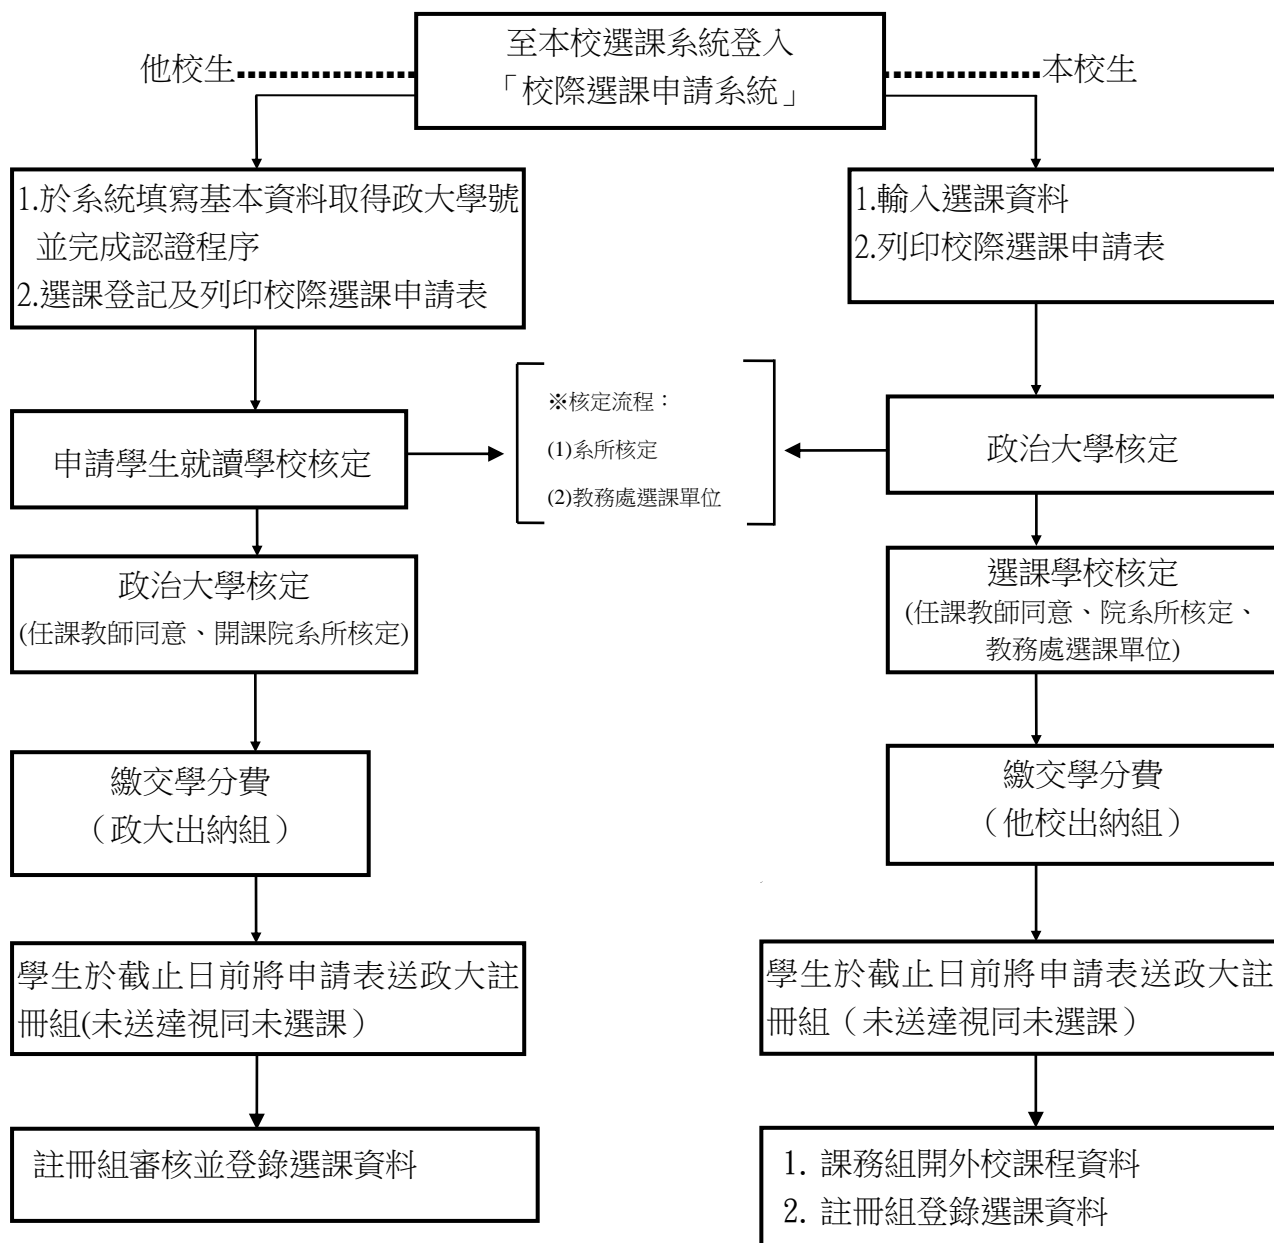 至本校選課系統登入
「校際選課申請系統」
他校生
本校生
1.於系統填寫基本資料取得政大學號
並完成認證程序
2.選課登記及列印校際選課申請表
1.輸入選課資料
2.列印校際選課申請表
申請學生就讀學校核定
※核定流程：
(1)系所核定
(2)教務處選課單位
政治大學核定
政治大學核定
(任課教師同意、開課院系所核定)
選課學校核定
(任課教師同意、院系所核定、
教務處選課單位)
繳交學分費
（政大出納組）
繳交學分費
（他校出納組）
學生於截止日前將申請表送政大註
冊組(未送達視同未選課）
學生於截止日前將申請表送政大註
冊組（未送達視同未選課）
註冊組審核並登錄選課資料
1. 課務組開外校課程資料
2. 註冊組登錄選課資料